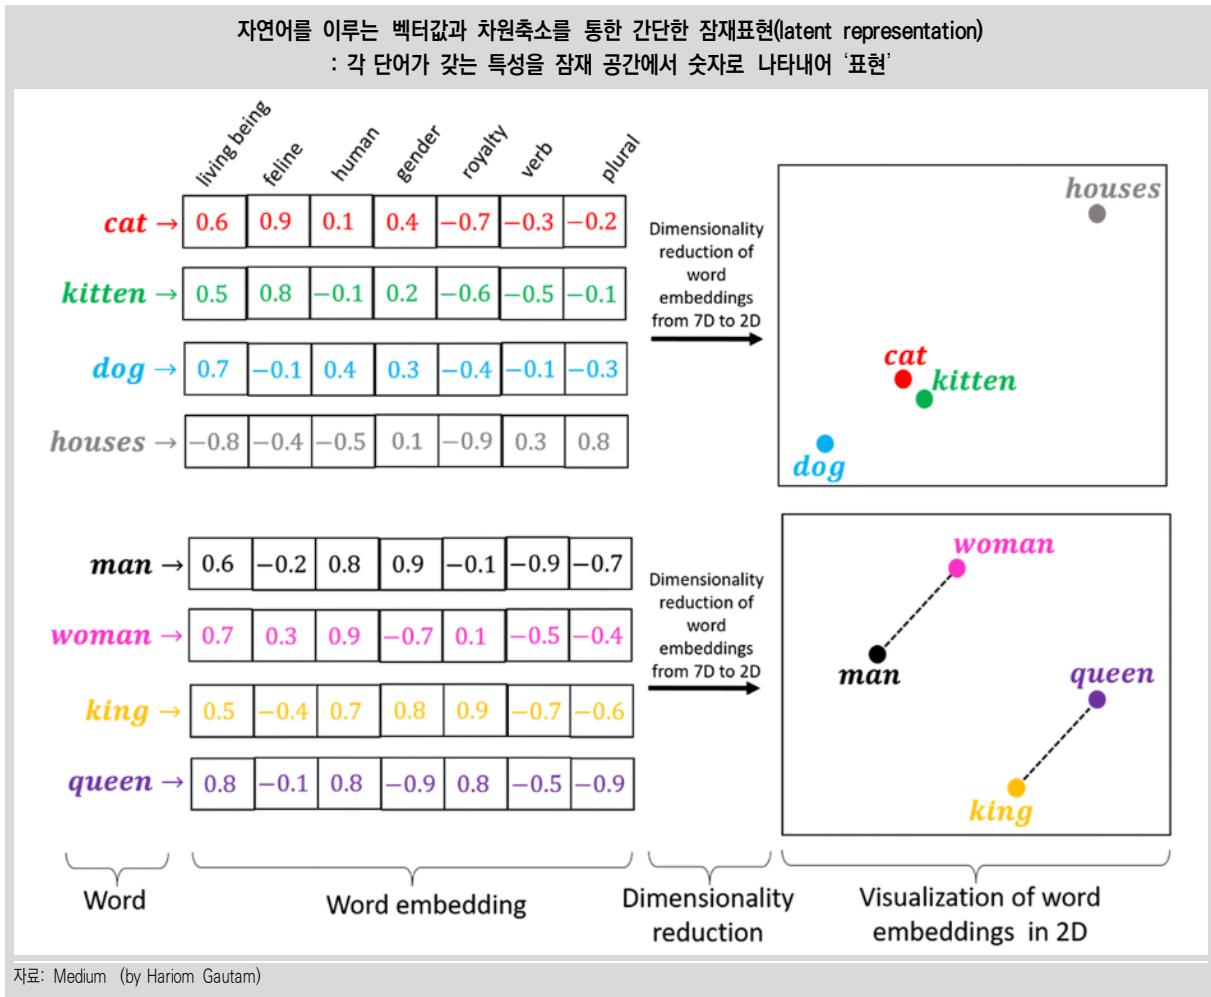 자연어를 이루는 벡터값과 차원축소를 통한 간단한 잠재표현(latent representation)
: 각 단어가 갖는 특성을 잠재 공간에서 숫자로 나타내어 ‘표현’
living being feline human gender royalty verb plural
cat → 0.6 0.9 0.1 0.4 −0.7 −0.3 −0.2
kitten → 0.5 0.8 −0.1 0.2 −0.6 −0.5 −0.1
dog → 0.7 −0.1 0.4 0.3 −0.4 −0.1 −0.3
houses → −0.8 −0.4 −0.5 0.1 −0.9 0.3 0.8
Dimensionality
reduction of
word
embeddings
from 7D to 2D
houses
cat
kitten
dog
man → 0.6 −0.2 0.8 0.9 −0.1 −0.9 −0.7
woman → 0.7 0.3 0.9 −0.7 0.1 −0.5 −0.4
king → 0.5 −0.4 0.7 0.8 0.9 −0.7 −0.6
queen → 0.8 −0.1 0.8 −0.9 0.8 −0.5 −0.9
Dimensionality
reduction of
word
embeddings
from 7D to 2D
woman
man
queen
king
Word
Word embedding
Dimensionality
reduction
Visualization of word
embeddings in 2D
자료: Medium (by Hariom Gautam)